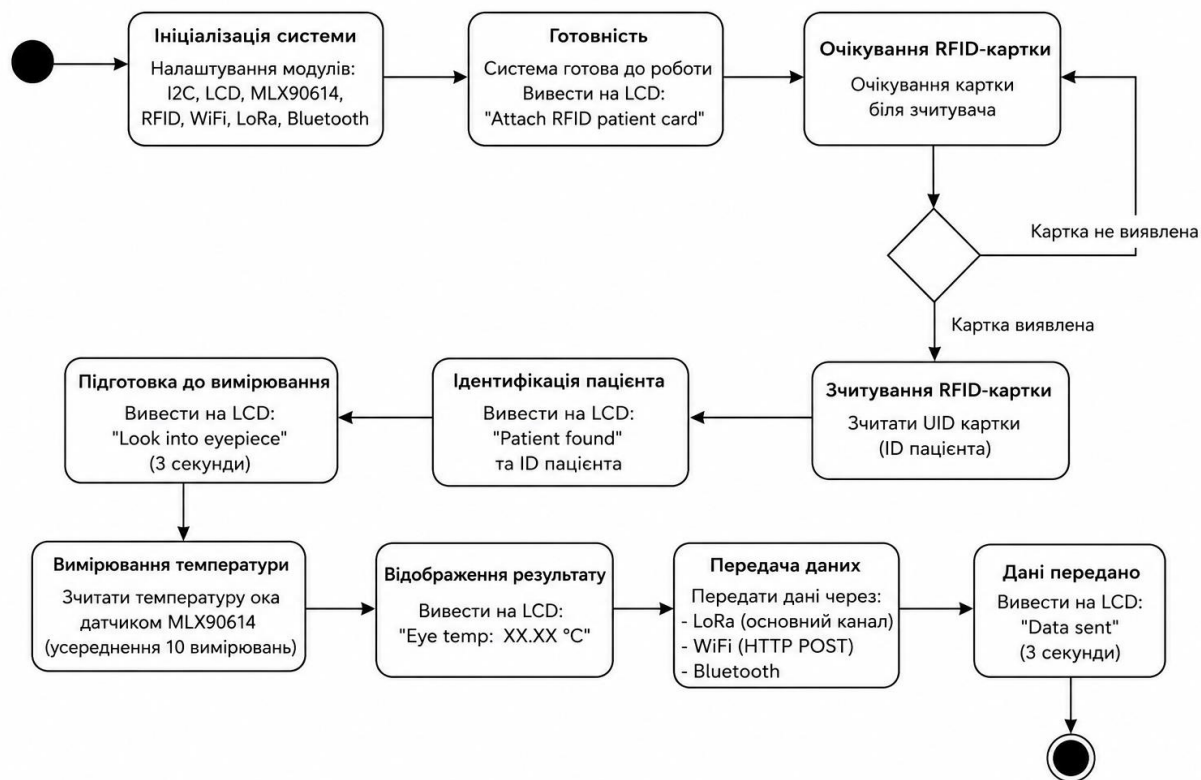 Ініціалізація системи
Налаштування модулів:
I2C, LCD, MLX90614,
RFID, WiFi, LoRa, Bluetooth
Готовність
Система готова до роботи
Вивести на LCD:
"Attach RFID patient card"
Очікування RFID-картки
Очікування картки
біля зчитувача
Картка не виявлена
Картка виявлена
Зчитування RFID-картки
Зчитати UID картки
(ID пацієнта)
Ідентифікація пацієнта
Вивести на LCD:
"Patient found"
та ID пацієнта
Підготовка до вимірювання
Вивести на LCD:
"Look into eyepiece"
(3 секунди)
Вимірювання температури
Зчитати температуру ока
датчиком MLX90614
(усереднення 10 вимірювань)
Відображення результату
Вивести на LCD:
"Eye temp: XX.XX °C"
Передача даних
Передати дані через:
- LoRa (основний канал)
- WiFi (HTTP POST)
- Bluetooth
Дані передано
Вивести на LCD:
"Data sent"
(3 секунди)